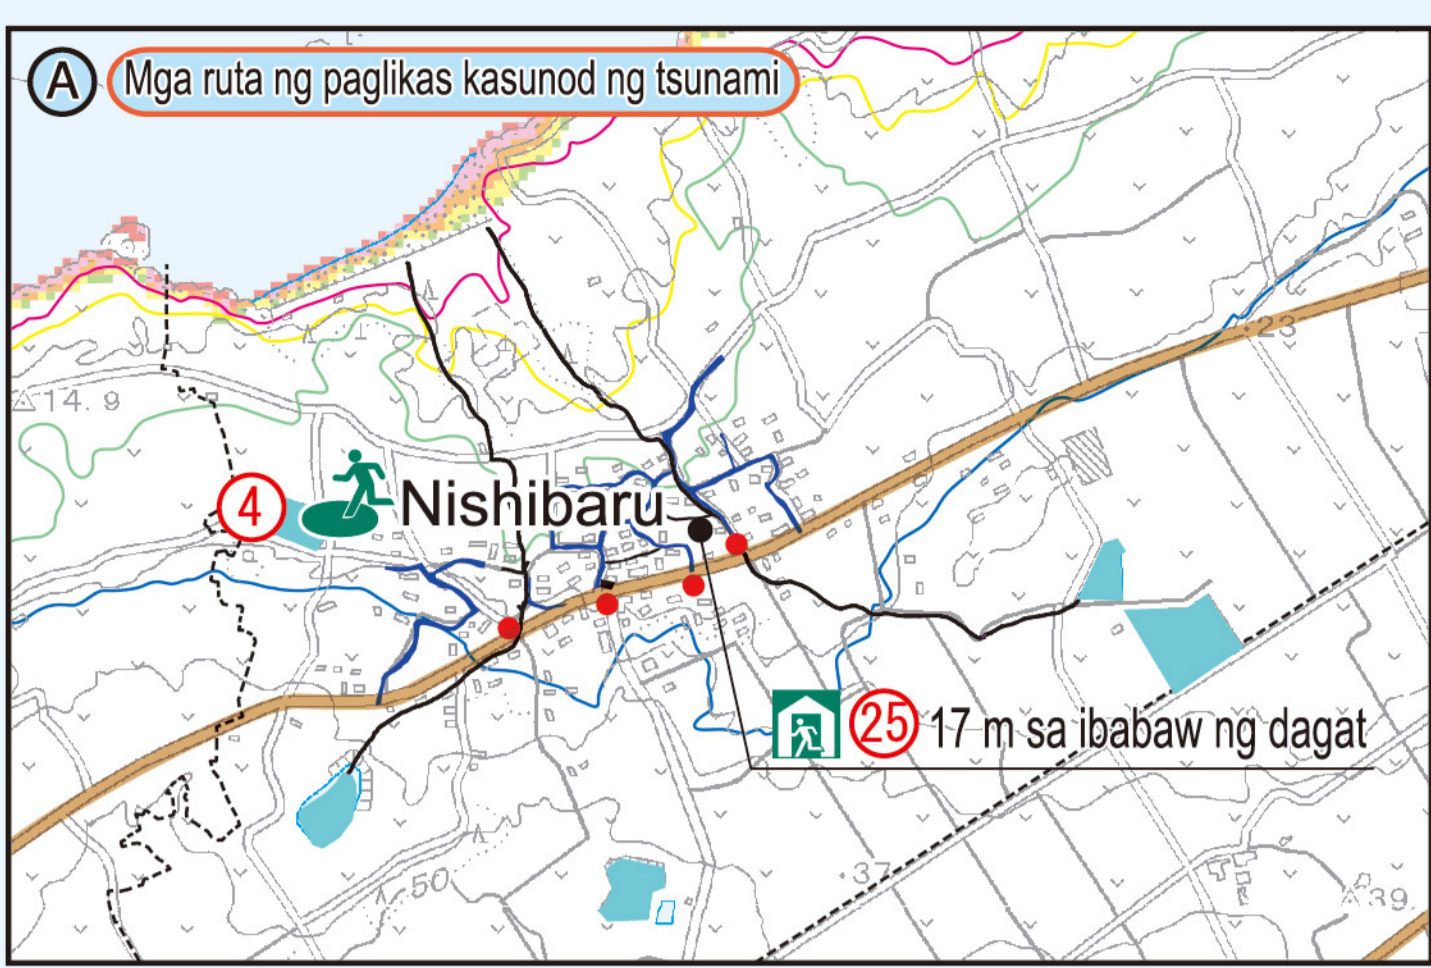 A Mga ruta ng paglikas kasunod ng tsunami
23
14.9
4 Nishibaru
25 17 m sa ibabaw ng dagat
37
50
39